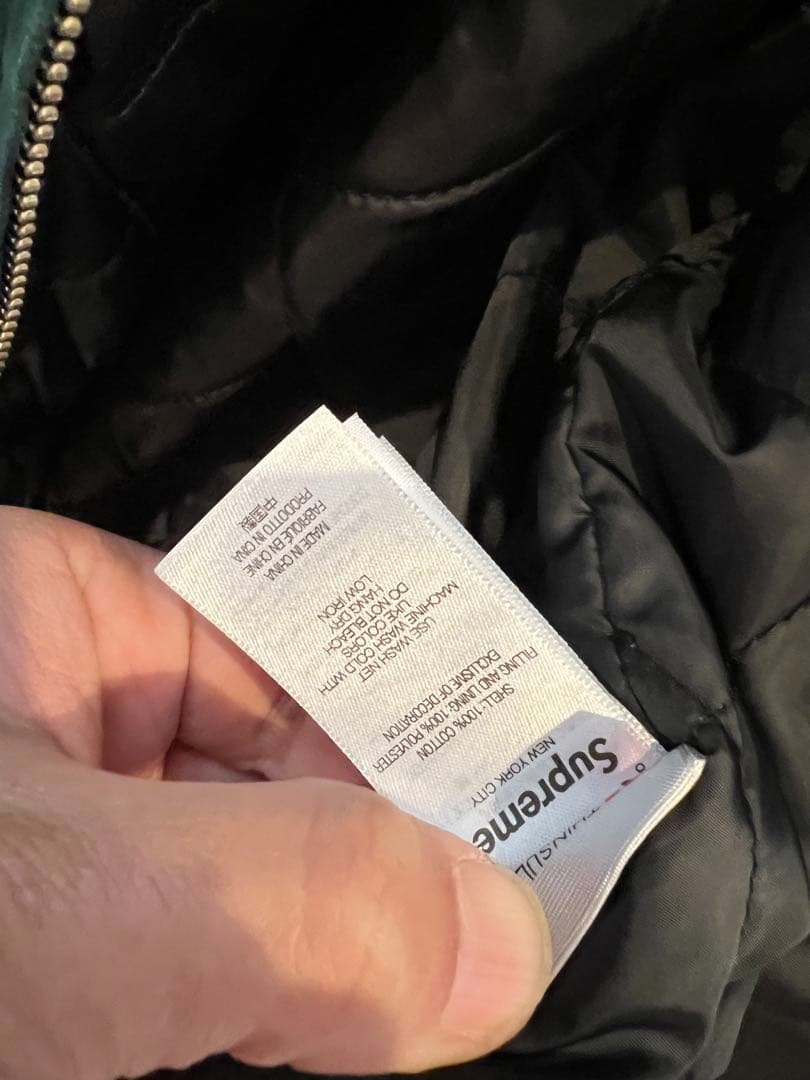 Supreme
NEW YORK CITY
SHELL: 100% COTTON
FILLING AND LINING: 100% POLYESTER
EXCLUSIVE OF DECORATION
USE WASH NET
MACHINE WASH COLD WITH
LIKE COLORS
DO NOT BLEACH
HANG DRY
LOW IRON
MADE IN CHINA
FABRIQUÉ EN CHINE
PRODOTTO IN CINA
中国製